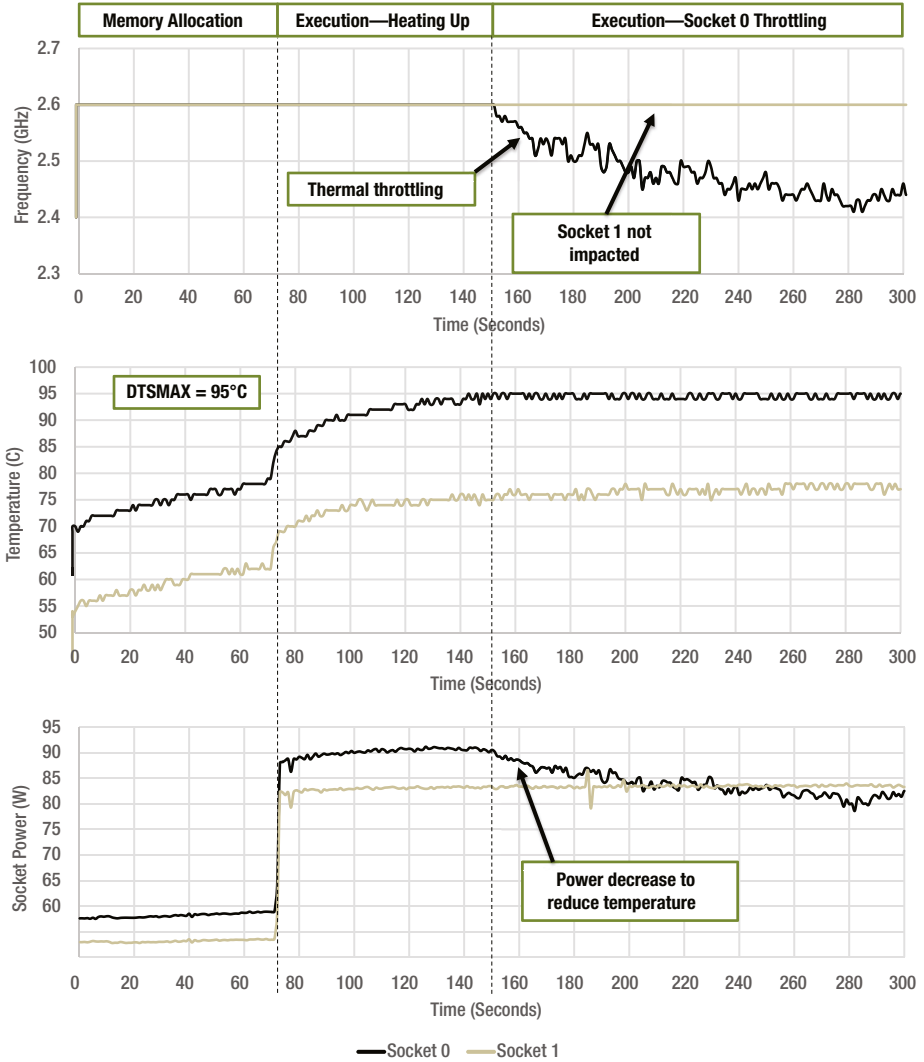 Memory Allocation Execution—Heating Up Execution—Socket 0 Throttling
2.7
2.6
2.5
2.4
2.3
Frequency (GHz)
Thermal throttling
Socket 1 not
impacted
0 20 40 60 80 100 120 140 160 180 200 220 240 260 280 300
Time (Seconds)
100
95
90
85
80
75
70
65
60
55
50
Temperature (C)
DTSMAX = 95°C
0 20 40 60 80 100 120 140 160 180 200 220 240 260 280 300
Time (Seconds)
95
90
85
80
75
70
65
60
Socket Power (W)
Power decrease to
reduce temperature
0 20 40 60 80 100 120 140 160 180 200 220 240 260 280 300
Time (Seconds)
Socket 0 Socket 1